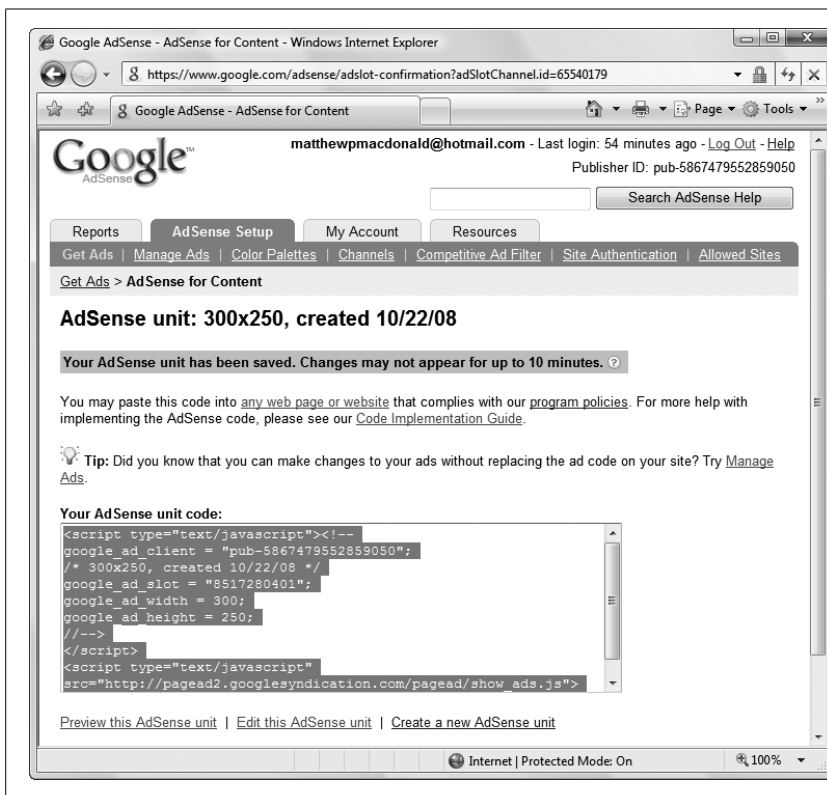 Google AdSense - AdSense for Content - Windows Internet Explorer
https://www.google.com/adsense/adslot-confirmation?adSlotChannel.id=65540179
Google AdSense - AdSense for Content
Page
Tools
»
Google™
AdSense
matthewpmacdonald@hotmail.com - Last login: 54 minutes ago - Log Out - Help
Publisher ID: pub-5867479552859050
Search AdSense Help
Reports
AdSense Setup
My Account
Resources
Get Ads | Manage Ads | Color Palettes | Channels | Competitive Ad Filter | Site Authentication | Allowed Sites
Get Ads > AdSense for Content
AdSense unit: 300x250, created 10/22/08
Your AdSense unit has been saved. Changes may not appear for up to 10 minutes. ?
You may paste this code into any web page or website that complies with our program policies. For more help with
implementing the AdSense code, please see our Code Implementation Guide.
Tip: Did you know that you can make changes to your ads without replacing the ad code on your site? Try Manage
Ads.
Your AdSense unit code:
<script type="text/javascript"><!--
google_ad_client = "pub-5867479552859050";
/* 300x250, created 10/22/08 */
google_ad_slot = "8517280401";
google_ad_width = 300;
google_ad_height = 250;
//-->
</script>
<script type="text/javascript"
src="http://pagead2.googlesyndication.com/pagead/show_ads.js">
Preview this AdSense unit | Edit this AdSense unit | Create a new AdSense unit
Internet | Protected Mode: On
100%